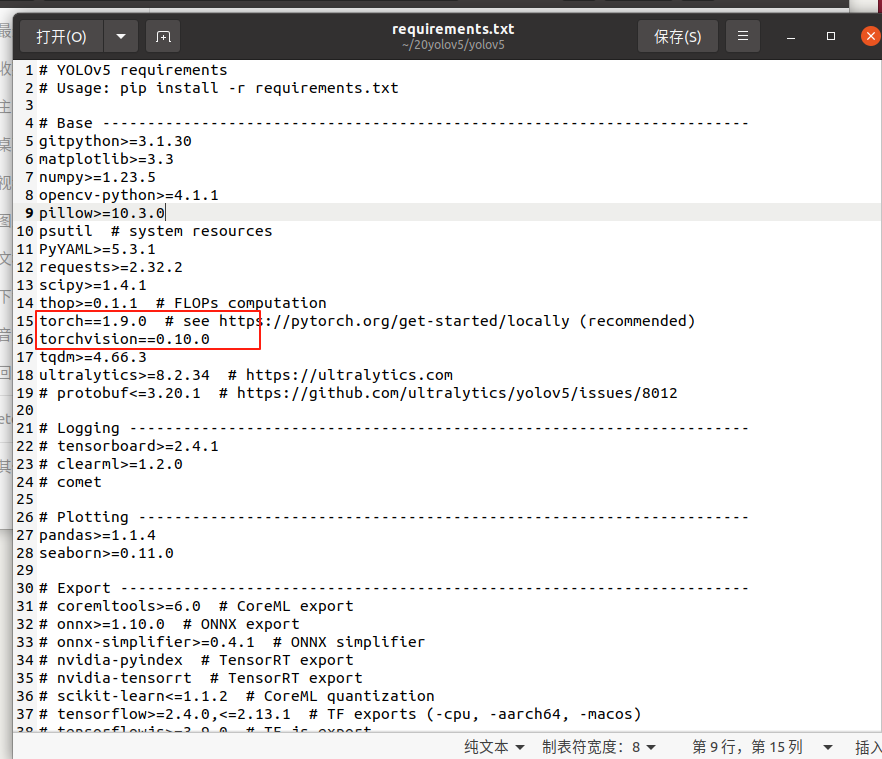 requirements.txt
打开(O)
~/20yolov5/yolov5
保存(S)
1 # YOLOv5 requirements
2 # Usage: pip install -r requirements.txt
3
4 # Base ------------------------------------------------------------------------
5 gitpython>=3.1.30
6 matplotlib>=3.3
7 numpy>=1.23.5
8 opencv-python>=4.1.1
9 pillow>=10.3.0
10 psutil  # system resources
11 PyYAML>=5.3.1
12 requests>=2.32.2
13 scipy>=1.4.1
14 thop>=0.1.1  # FLOPs computation
15 torch==1.9.0  # see https://pytorch.org/get-started/locally (recommended)
16 torchvision==0.10.0
17 tqdm>=4.66.3
18 ultralytics>=8.2.34  # https://ultralytics.com
19 # protobuf<=3.20.1  # https://github.com/ultralytics/yolov5/issues/8012
20
21 # Logging ---------------------------------------------------------------------
22 # tensorboard>=2.4.1
23 # clearml>=1.2.0
24 # comet
25
26 # Plotting --------------------------------------------------------------------
27 pandas>=1.1.4
28 seaborn>=0.11.0
29
30 # Export ----------------------------------------------------------------------
31 # coremltools>=6.0  # CoreML export
32 # onnx>=1.10.0  # ONNX export
33 # onnx-simplifier>=0.4.1  # ONNX simplifier
34 # nvidia-pyindex  # TensorRT export
35 # nvidia-tensorrt  # TensorRT export
36 # scikit-learn<=1.1.2  # CoreML quantization
37 # tensorflow>=2.4.0,<=2.13.1  # TF exports (-cpu, -aarch64, -macos)
38 # tensorflowjs>=3.9.0  # TF.js export
纯文本 制表符宽度：8 第 9 行，第 15 列 插入